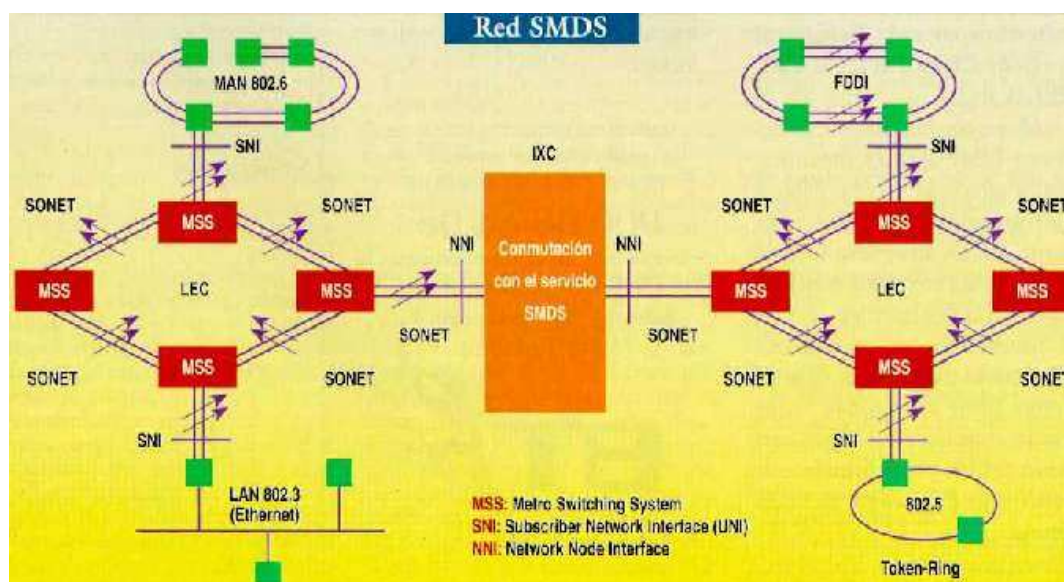 Red SMDS
MAN 802.6
FDDI
SNI
SNI
IXC
SONET
MSS
SONET
SONET
MSS
SONET
NNI
NNI
Conmutación
con el servicio
SMDS
MSS
LEC
MSS
MSS
LEC
MSS
SONET
SONET
SONET
MSS
SONET
SONET
MSS
SONET
SNI
SNI
LAN 802.3
(Ethernet)
MSS: Metro Switching System
SNI: Subscriber Network Interface (UNI)
NNI: Network Node Interface
802.5
Token-Ring